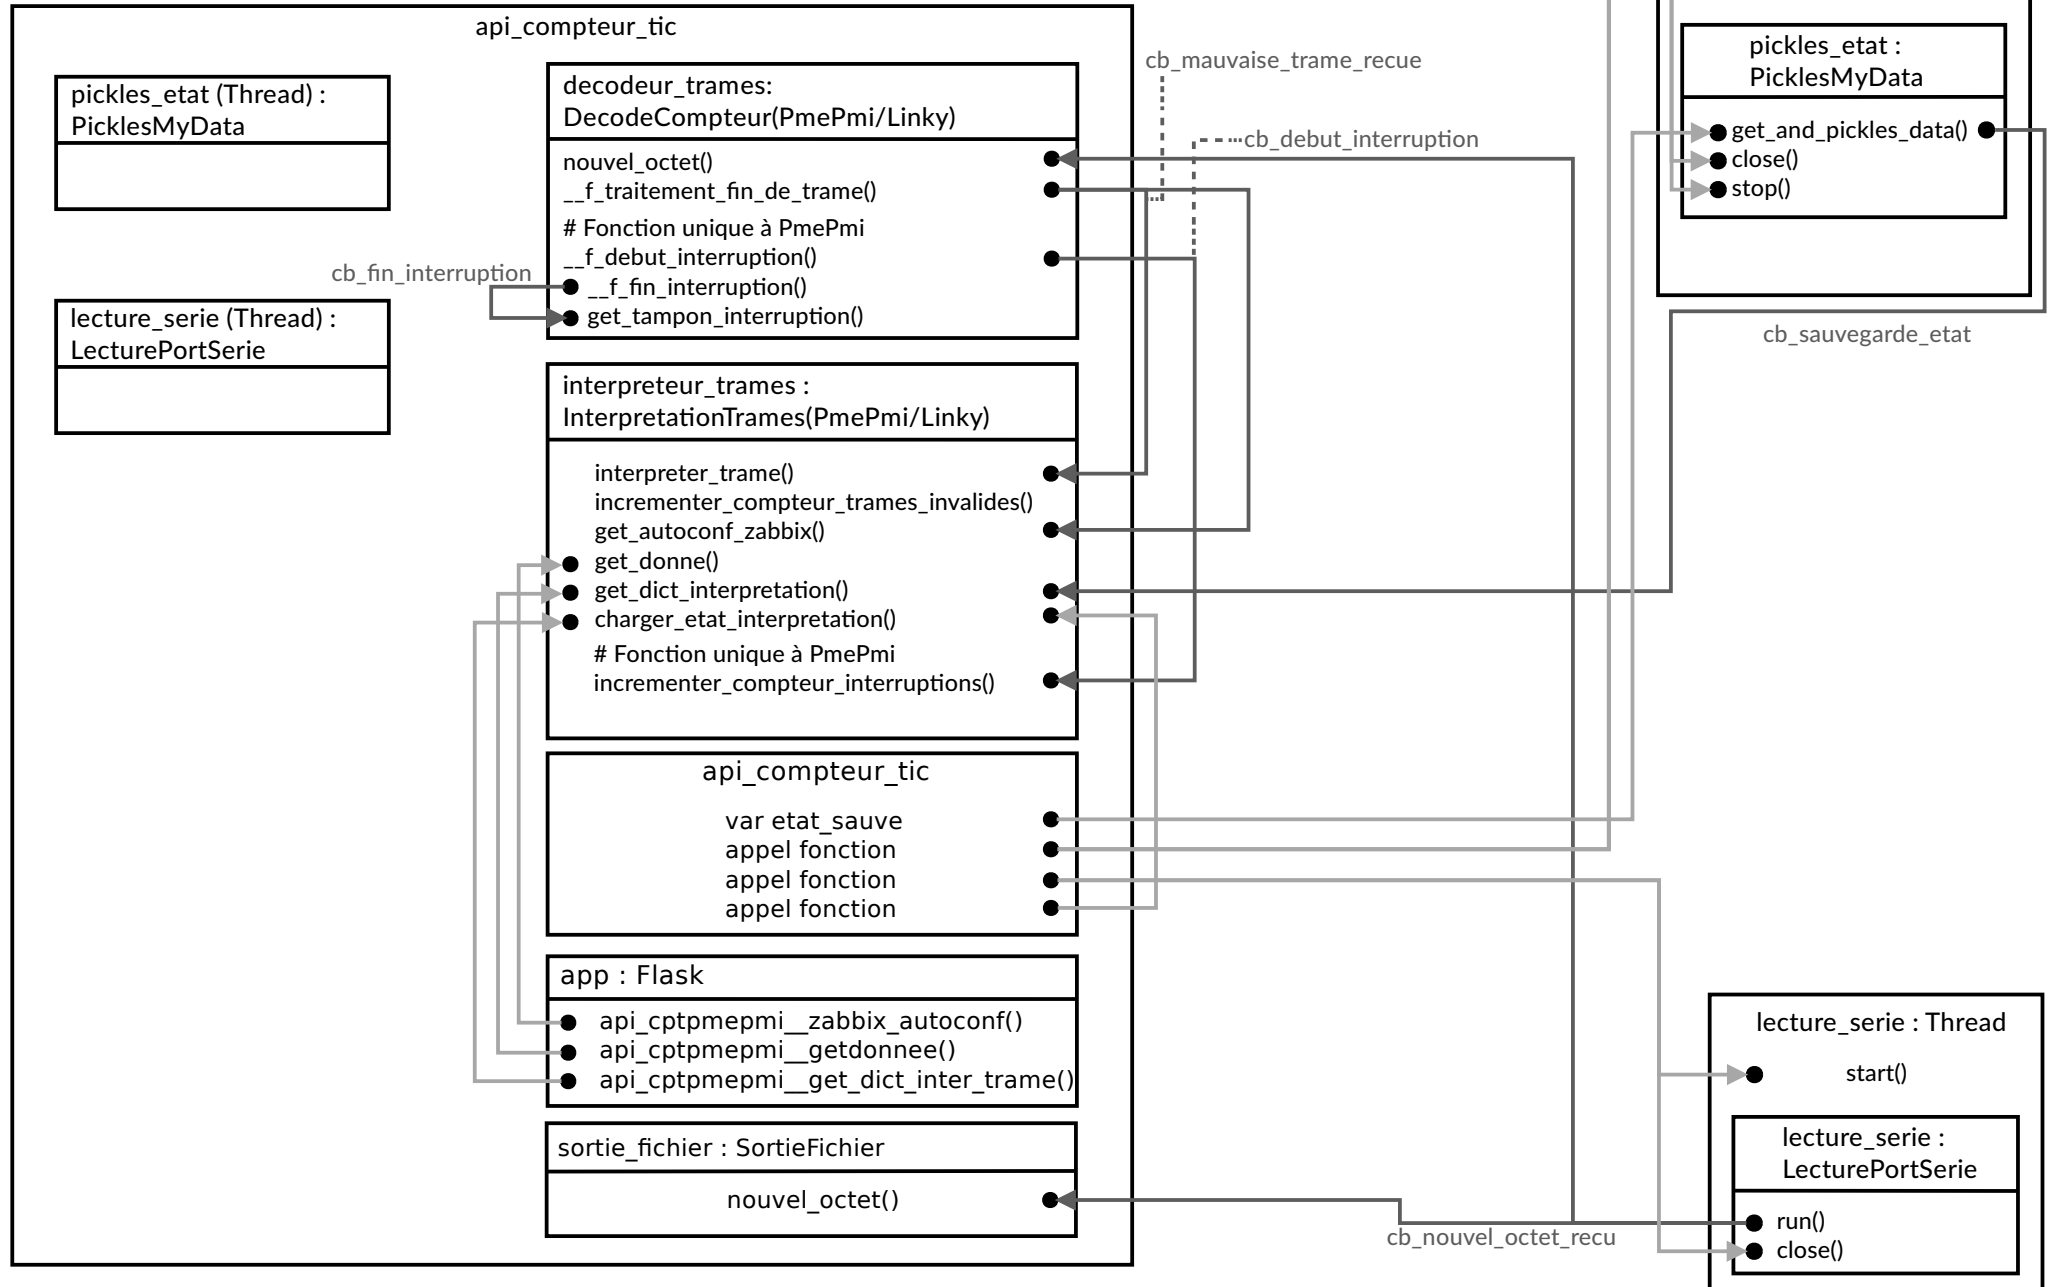 api_compteur_tic
pickles_etat (Thread) :
PicklesMyData
lecture_serie (Thread) :
LecturePortSerie
cb_fin_interruption
decodeur_trames:
DecodeCompteur(PmePmi/Linky)
nouvel_octet()
__f_traitement_fin_de_trame()
# Fonction unique à PmePmi
__f_debut_interruption()
__f_fin_interruption()
get_tampon_interruption()
cb_mauvaise_trame_recue
cb_debut_interruption
interpreteur_trames :
InterpretationTrames(PmePmi/Linky)
interpreter_trame()
incrementer_compteur_trames_invalides()
get_autoconf_zabbix()
get_donne()
get_dict_interpretation()
charger_etat_interpretation()
# Fonction unique à PmePmi
incrementer_compteur_interruptions()
api_compteur_tic
var etat_sauve
appel fonction
appel fonction
appel fonction
app : Flask
api_cptpmepmi__zabbix_autoconf()
api_cptpmepmi__getdonnee()
api_cptpmepmi__get_dict_inter_trame()
sortie_fichier : SortieFichier
nouvel_octet()
pickles_etat :
PicklesMyData
get_and_pickles_data()
close()
stop()
cb_sauvegarde_etat
lecture_serie : Thread
start()
lecture_serie :
LecturePortSerie
run()
close()
cb_nouvel_octet_recu